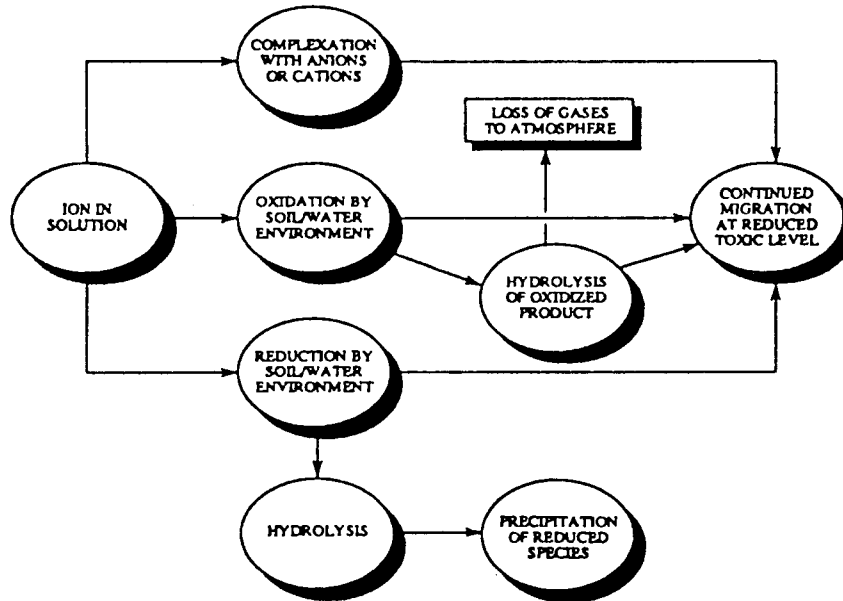 COMPLEXATION
WITH ANIONS
OR CATIONS
LOSS OF GASES
TO ATMOSPHERE
ION IN
SOLUTION
OXIDATION BY
SOIL/WATER
ENVIRONMENT
CONTINUED
MIGRATION
AT REDUCED
TOXIC LEVEL
HYDROLYSIS
OF OXIDIZED
PRODUCT
REDUCTION BY
SOIL/WATER
ENVIRONMENT
HYDROLYSIS
PRECIPITATION
OF REDUCED
SPECIES